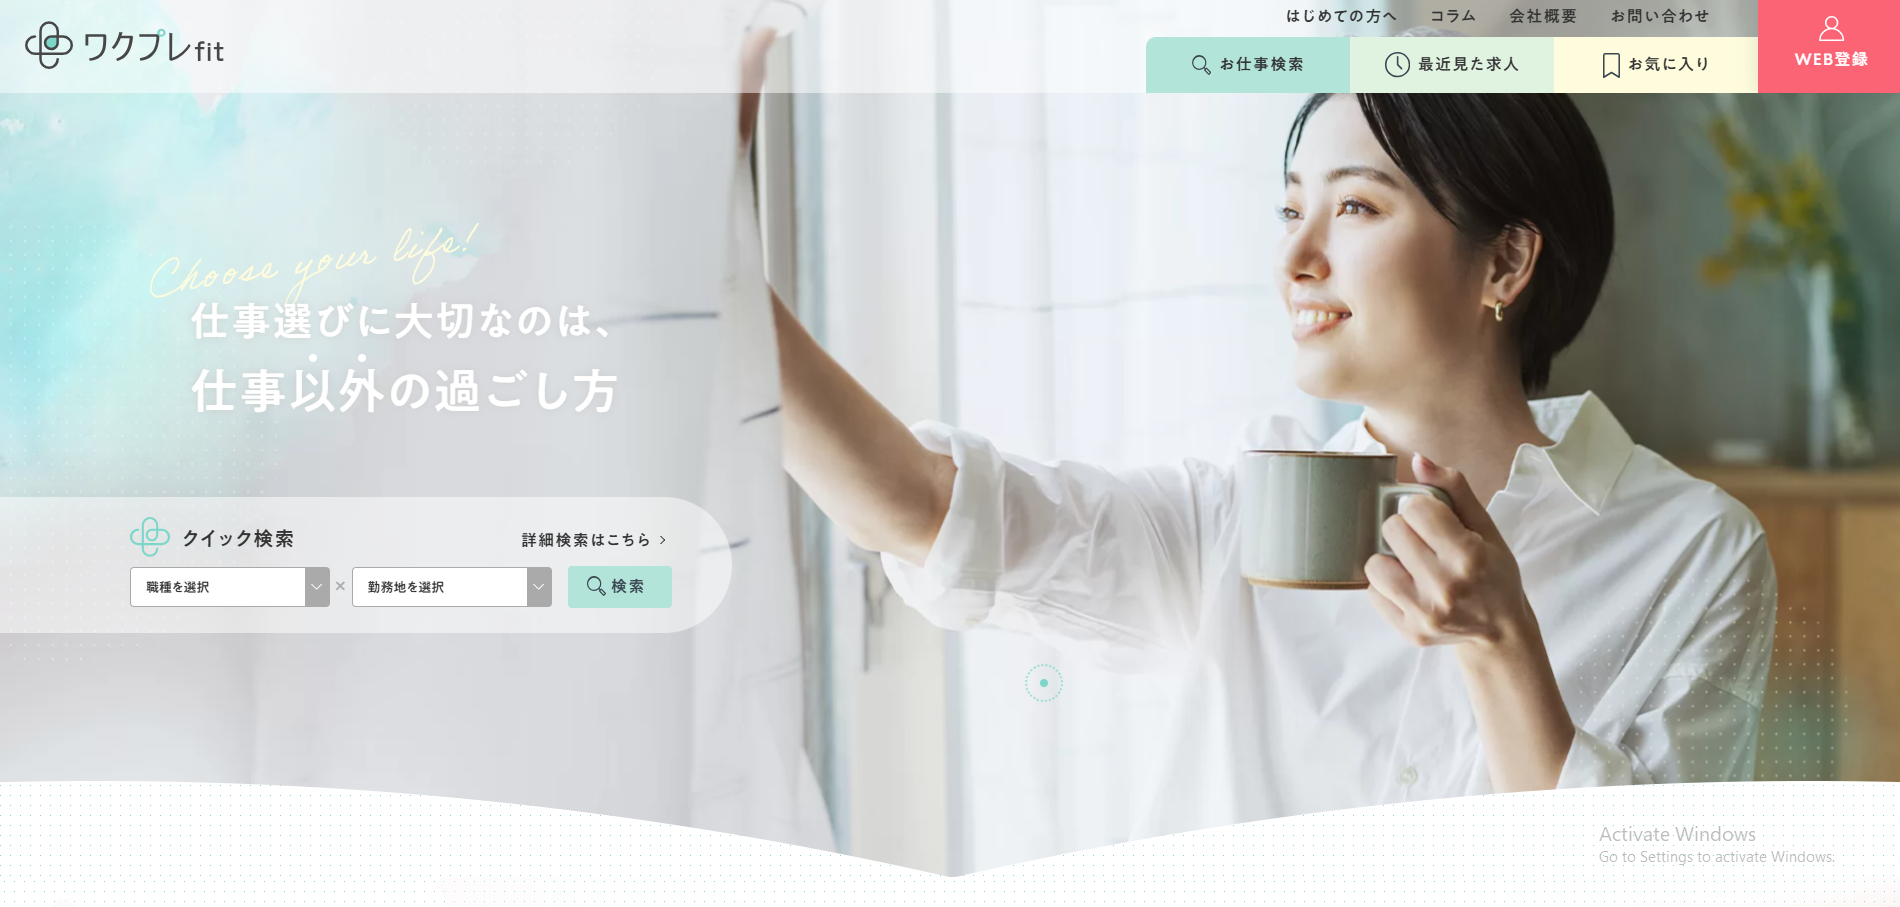 ワクプレfit
はじめての方へ
コラム
会社概要
お問い合わせ
お仕事検索
最近見た求人
お気に入り
WEB登録
Choose your life!
仕事選びに大切なのは、
仕事以外の過ごし方
クイック検索
詳細検索はこちら
職種を選択
×
勤務地を選択
検索
Activate Windows
Go to Settings to activate Windows.